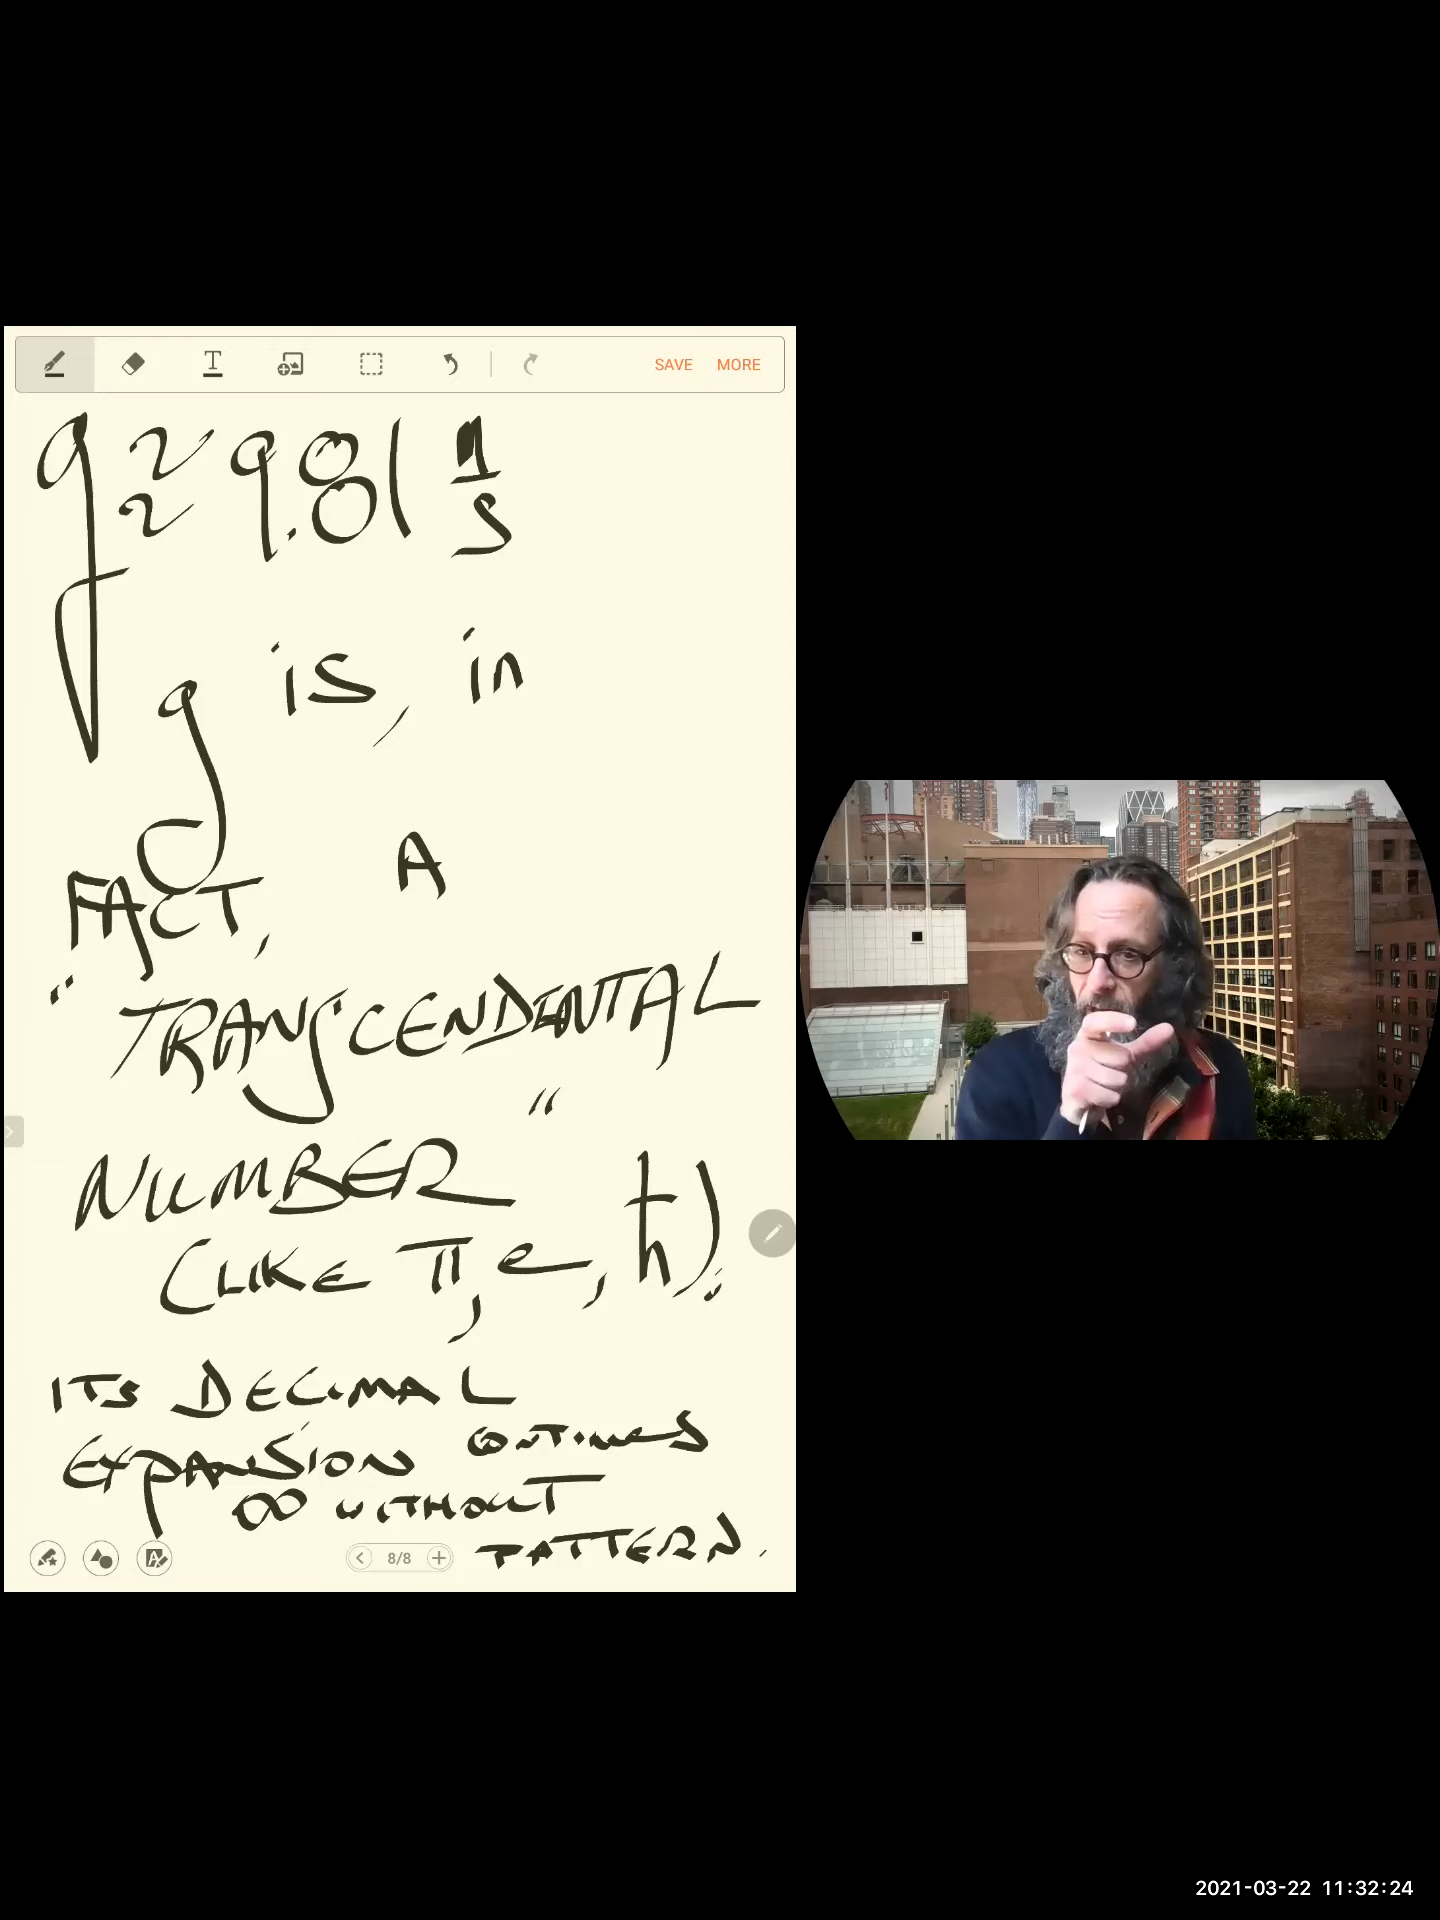 T SAVE MORE
g ≈ 9.81 m/s
g is, in
FACT, A
"TRANSCENDENTAL
NUMBER"
(LIKE π, e, ħ).
ITS DECIMAL
EXPANSION CONTINUES
∞ WITHOUT
PATTERN.
8/8
2021-03-22 11:32:24